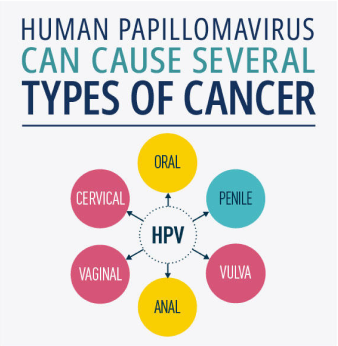 HUMAN PAPILLOMAVIRUS
CAN CAUSE SEVERAL
TYPES OF CANCER
ORAL
CERVICAL
PENILE
HPV
VAGINAL
VULVA
ANAL